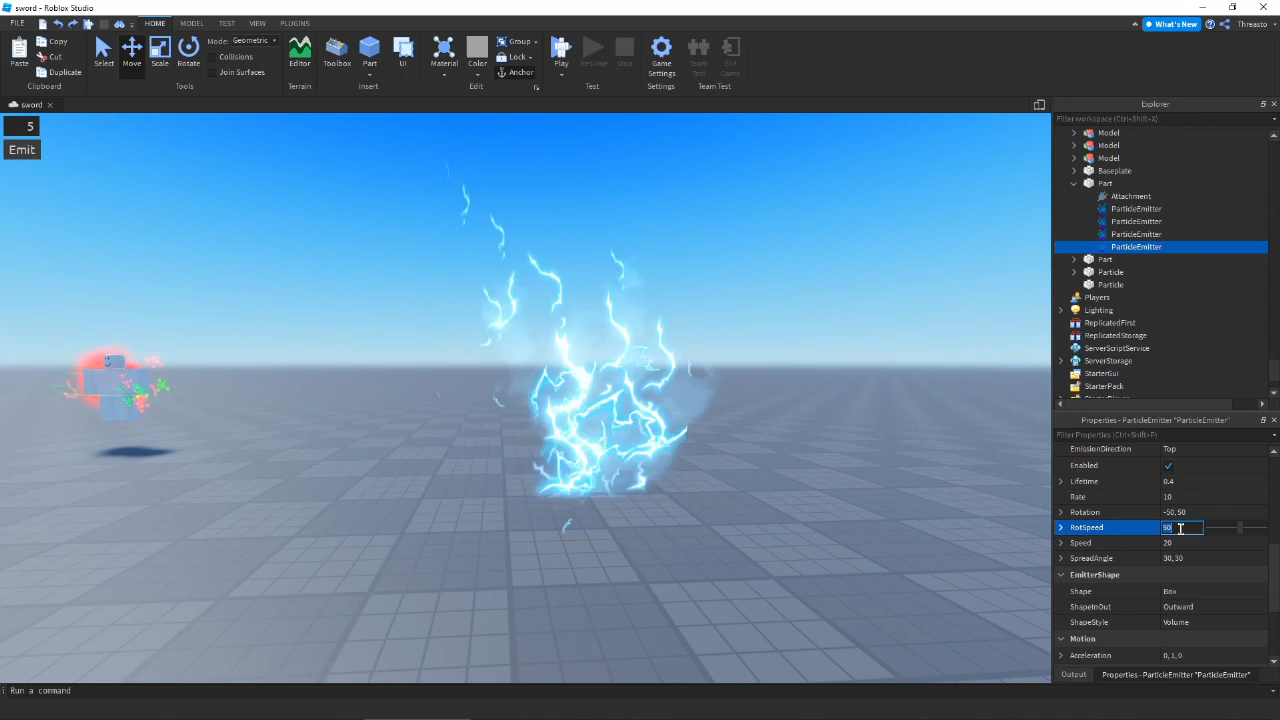 sword - Roblox Studio
FILE HOME MODEL TEST VIEW PLUGINS What's New Threasto
Paste Copy Cut Duplicate Select Move Scale Rotate Mode: Geometric Collisions Join Surfaces Editor Toolbox Part UI Material Color Group Lock Anchor Play Resume Stop Game Settings Team Test Exit Game
Clipboard Tools Terrain Insert Edit Test Settings Team Test
sword
Explorer
Filter workspace (Ctrl+Shift+X)
5
Emit
Model
Model
Model
Baseplate
Part
Attachment
ParticleEmitter
ParticleEmitter
ParticleEmitter
ParticleEmitter
Part
Particle
Particle
Players
Lighting
ReplicatedFirst
ReplicatedStorage
ServerScriptService
ServerStorage
StarterGui
StarterPack
Properties - ParticleEmitter "ParticleEmitter"
Filter Properties (Ctrl+Shift+P)
EmissionDirection Top
Enabled
Lifetime 0.4
Rate 10
Rotation -50, 50
RotSpeed 50
Speed 20
SpreadAngle 30, 30
EmitterShape
Shape Box
ShapeInOut Outward
ShapeStyle Volume
Motion
Acceleration 0, 1, 0
Output Properties - ParticleEmitter "ParticleEmitter"
Run a command